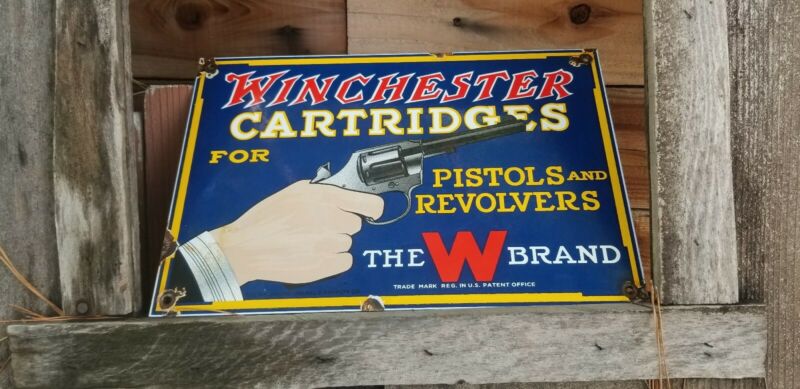 WINCHESTER
CARTRIDGES
FOR
PISTOLS AND
REVOLVERS
THE W BRAND
TRADE MARK REG. IN U.S. PATENT OFFICE